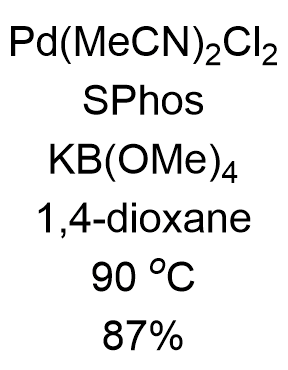 Pd(MeCN)₂Cl₂
SPhos
KB(OMe)₄
1,4-dioxane
90 °C
87%